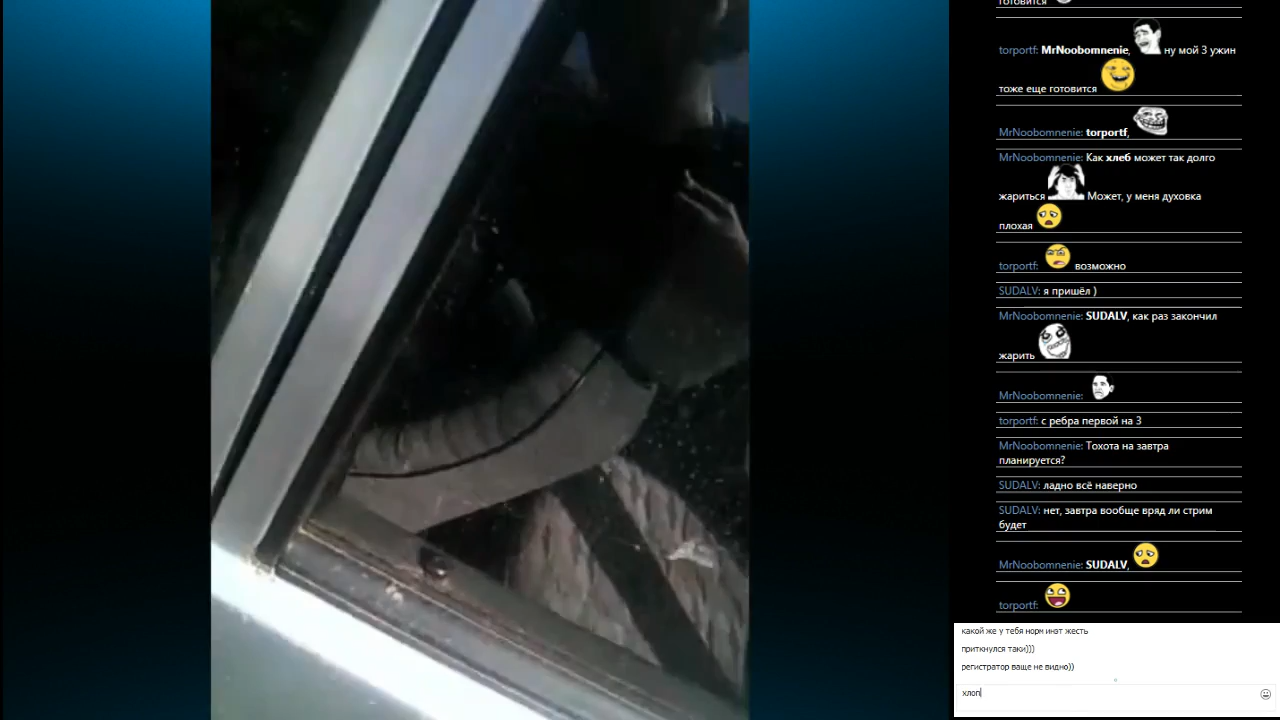 готовится
torportf: MrNoobomnenie, ну мой 3 ужин
тоже еще готовится
MrNoobomnenie: torportf,
MrNoobomnenie: Как хлеб может так долго
жариться Может, у меня духовка
плохая
torportf: возможно
SUDALV: я пришёл )
MrNoobomnenie: SUDALV, как раз закончил
жарить
MrNoobomnenie:
torportf: с ребра первой на 3
MrNoobomnenie: Тохота на завтра
планируется?
SUDALV: ладно всё наверно
SUDALV: нет, завтра вообще вряд ли стрим
будет
MrNoobomnenie: SUDALV,
torportf:
какой же у тебя норм инэт жесть
приткнулся таки)))
регистратор ваще не видно))
хлоп